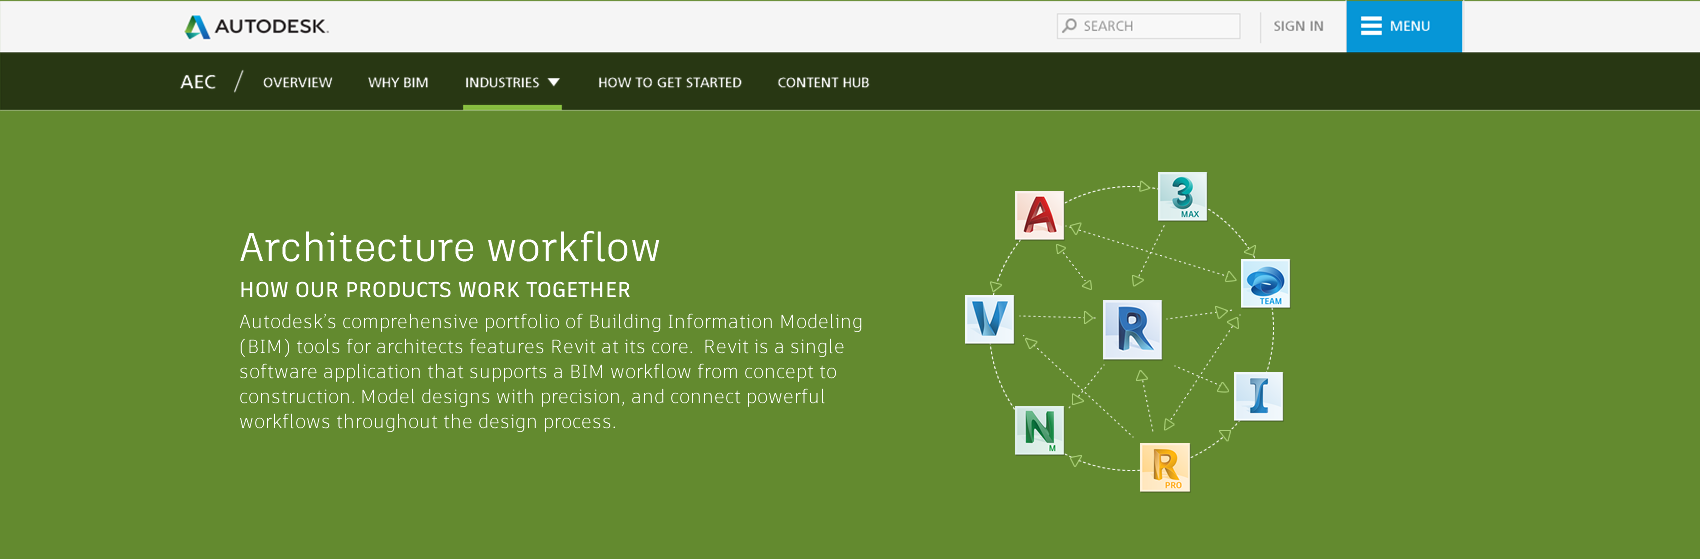 AUTODESK.
SEARCH
SIGN IN
MENU
AEC / OVERVIEW WHY BIM INDUSTRIES HOW TO GET STARTED CONTENT HUB
Architecture workflow
HOW OUR PRODUCTS WORK TOGETHER
Autodesk's comprehensive portfolio of Building Information Modeling
(BIM) tools for architects features Revit at its core. Revit is a single
software application that supports a BIM workflow from concept to
construction. Model designs with precision, and connect powerful
workflows throughout the design process.
3
MAX
A
TEAM
V
R
I
N
M
R
PRO